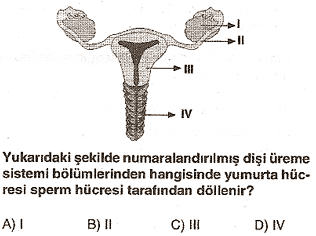 I
II
III
IV
Yukarıdaki şekilde numaralandırılmış dişi üreme
sistemi bölümlerinden hangisinde yumurta hüc-
resi sperm hücresi tarafından döllenir?
A) I B) II C) III D) IV